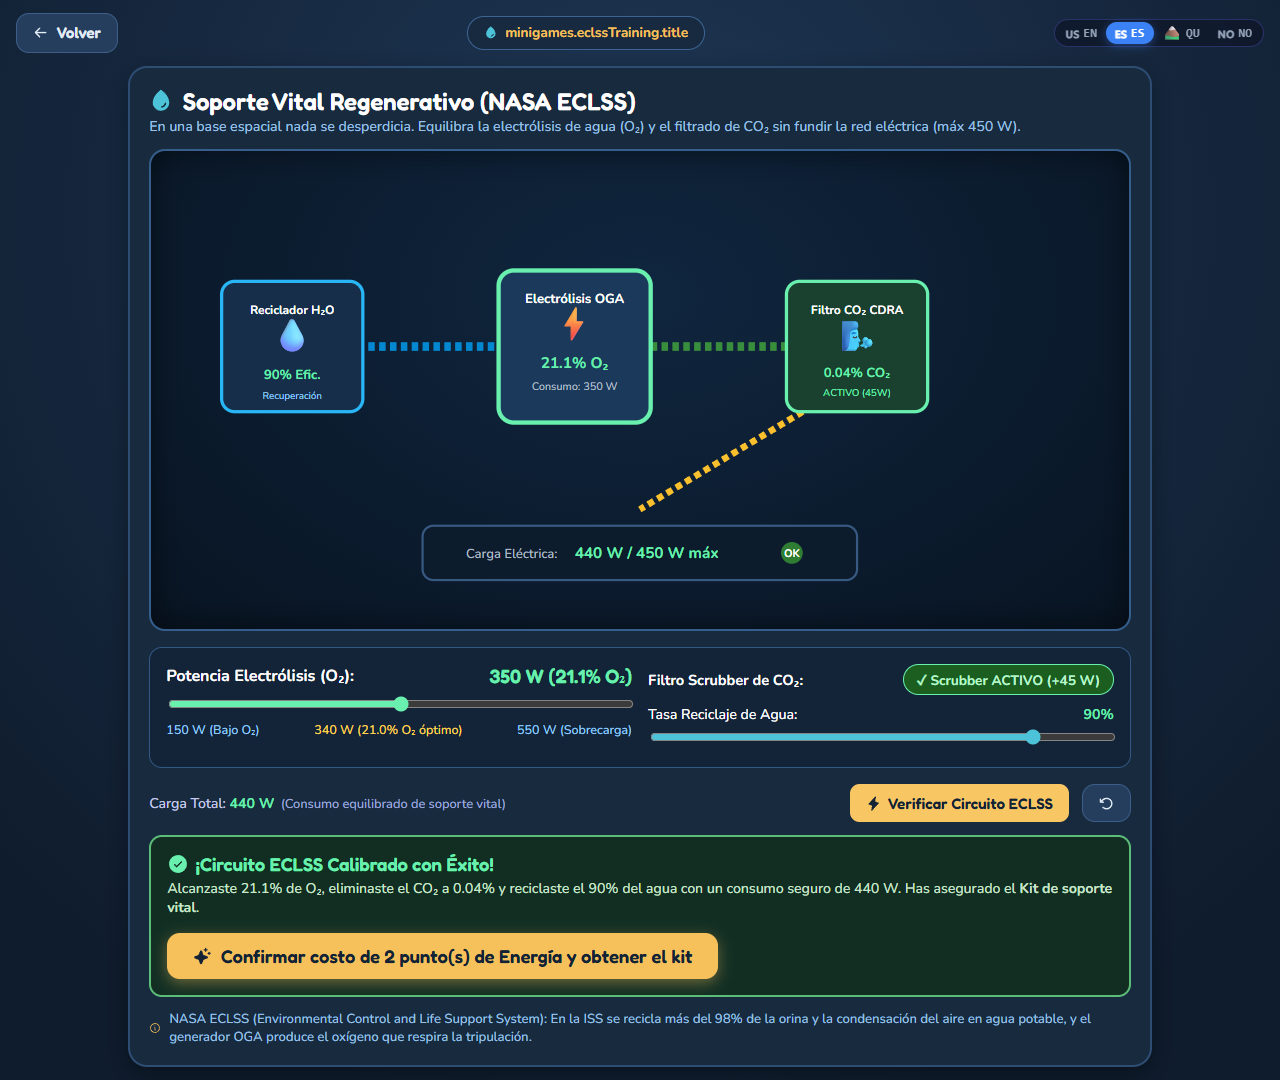 Volver
minigames.eclssTraining.title
US EN
ES ES
QU
NO NO
Soporte Vital Regenerativo (NASA ECLSS)
En una base espacial nada se desperdicia. Equilibra la electrólisis de agua (O₂) y el filtrado de CO₂ sin fundir la red eléctrica (máx 450 W).
Reciclador H₂O
90% Efic.
Recuperación
Electrólisis OGA
21.1% O₂
Consumo: 350 W
Filtro CO₂ CDRA
0.04% CO₂
ACTIVO (45W)
Carga Eléctrica: 440 W / 450 W máx OK
Potencia Electrólisis (O₂): 350 W (21.1% O₂)
150 W (Bajo O₂) 340 W (21.0% O₂ óptimo) 550 W (Sobrecarga)
Filtro Scrubber de CO₂: ✓ Scrubber ACTIVO (+45 W)
Tasa Reciclaje de Agua: 90%
Carga Total: 440 W (Consumo equilibrado de soporte vital)
Verificar Circuito ECLSS
¡Circuito ECLSS Calibrado con Éxito!
Alcanzaste 21.1% de O₂, eliminaste el CO₂ a 0.04% y reciclaste el 90% del agua con un consumo seguro de 440 W. Has asegurado el Kit de soporte
vital.
Confirmar costo de 2 punto(s) de Energía y obtener el kit
NASA ECLSS (Environmental Control and Life Support System): En la ISS se recicla más del 98% de la orina y la condensación del aire en agua potable, y el
generador OGA produce el oxígeno que respira la tripulación.